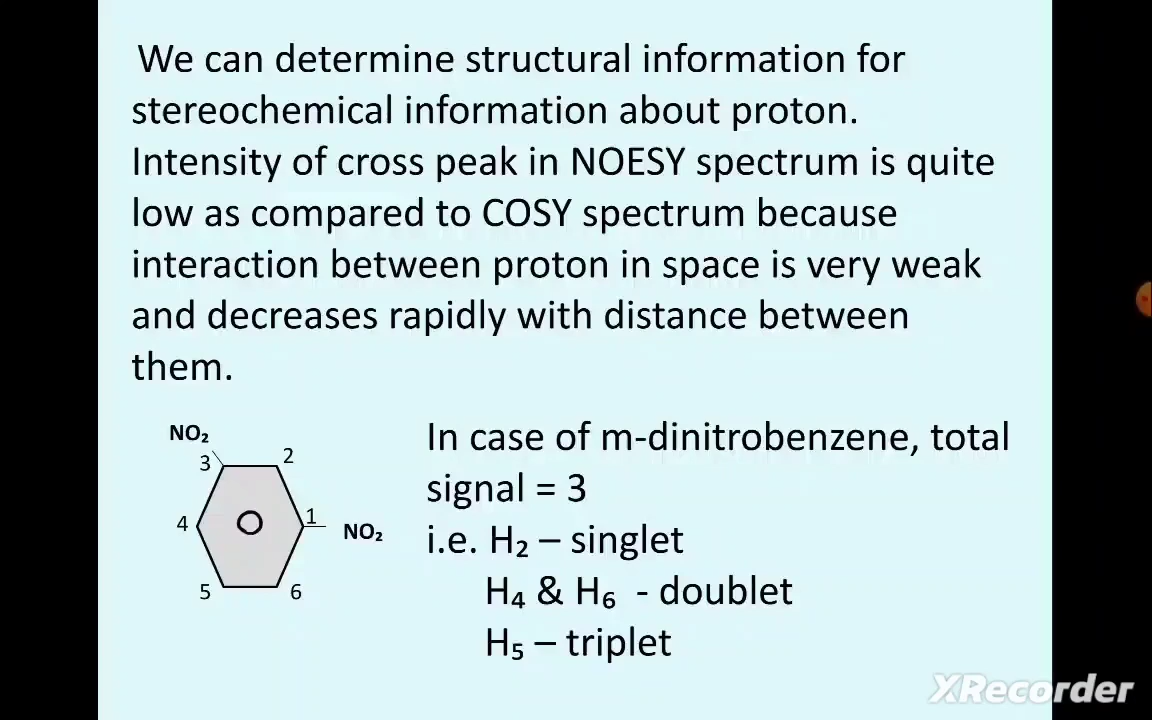 We can determine structural information for
stereochemical information about proton.
Intensity of cross peak in NOESY spectrum is quite
low as compared to COSY spectrum because
interaction between proton in space is very weak
and decreases rapidly with distance between
them.
NO₂
3 2
4 O 1 NO₂
5 6
In case of m-dinitrobenzene, total
signal = 3
i.e. H₂ – singlet
H₄ & H₆ - doublet
H₅ – triplet
XRecorder